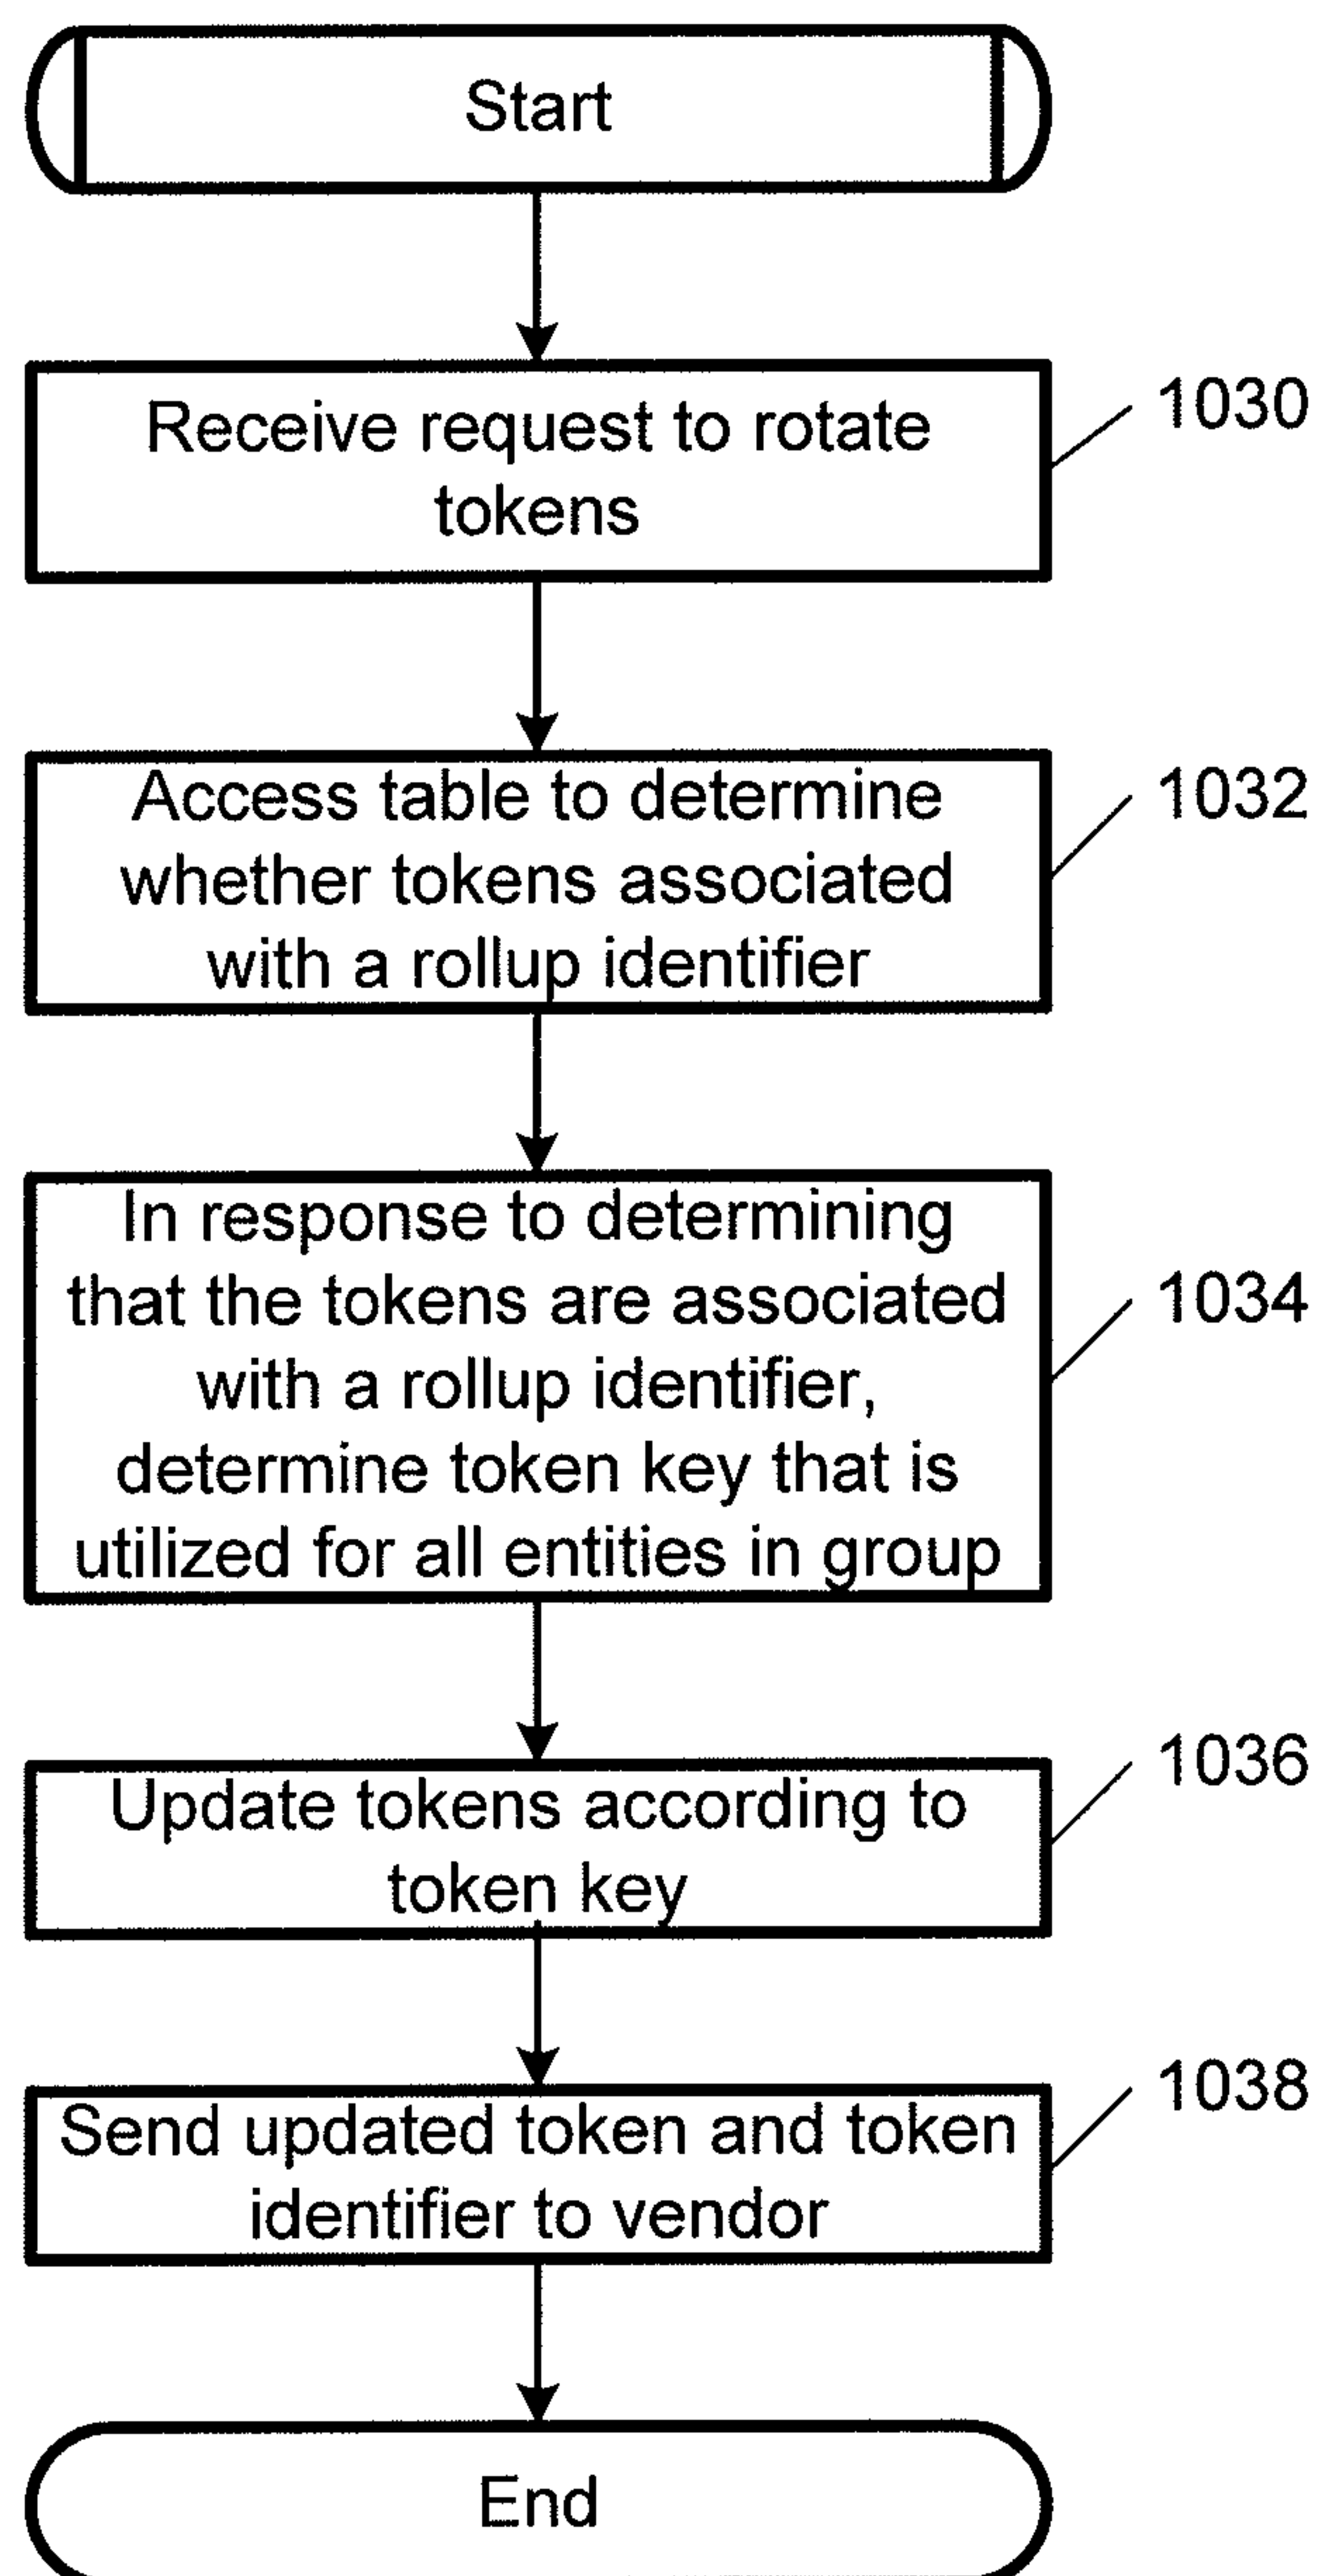 Start
Receive request to rotate
tokens
1030
Access table to determine
whether tokens associated
with a rollup identifier
1032
In response to determining
that the tokens are associated
with a rollup identifier,
determine token key that is
utilized for all entities in group
1034
Update tokens according to
token key
1036
Send updated token and token
identifier to vendor
1038
End